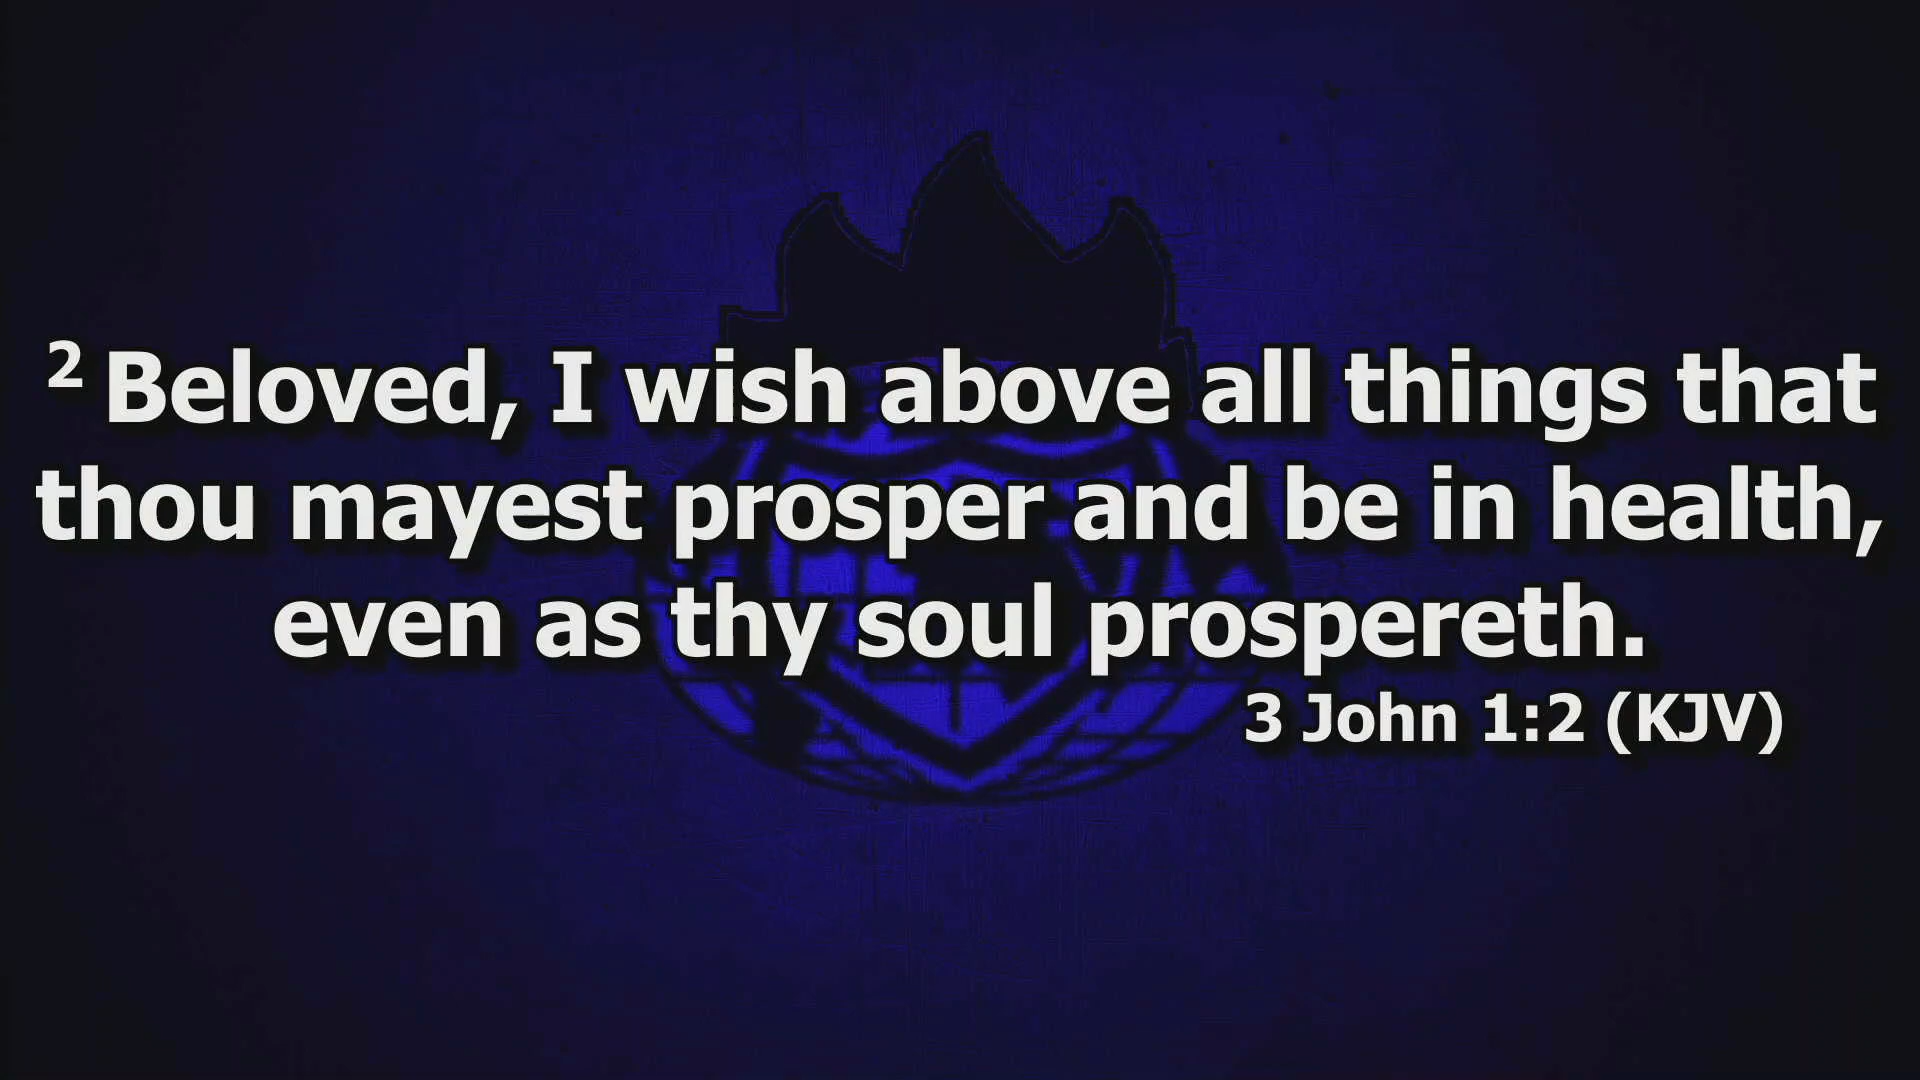 2 Beloved, I wish above all things that
thou mayest prosper and be in health,
even as thy soul prospereth.
3 John 1:2 (KJV)